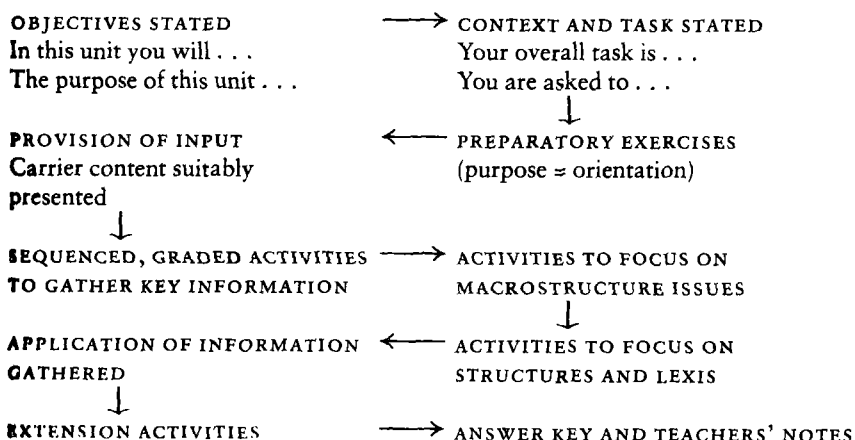 OBJECTIVES STATED
In this unit you will . . .
The purpose of this unit . . .
CONTEXT AND TASK STATED
Your overall task is . . .
You are asked to . . .
PREPARATORY EXERCISES
(purpose = orientation)
PROVISION OF INPUT
Carrier content suitably
presented
SEQUENCED, GRADED ACTIVITIES
TO GATHER KEY INFORMATION
ACTIVITIES TO FOCUS ON
MACROSTRUCTURE ISSUES
ACTIVITIES TO FOCUS ON
STRUCTURES AND LEXIS
APPLICATION OF INFORMATION
GATHERED
EXTENSION ACTIVITIES
ANSWER KEY AND TEACHERS' NOTES